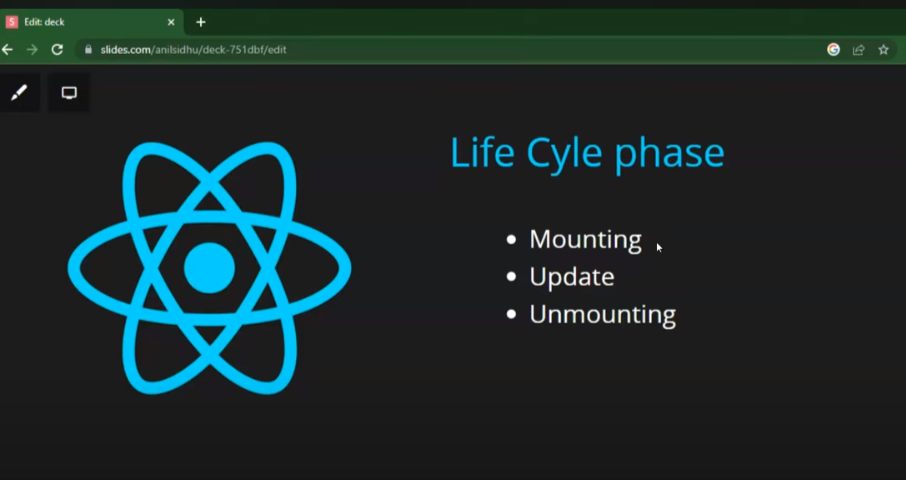 S Edit: deck
slides.com/anilsidhu/deck-751dbf/edit
G
Life Cyle phase
Mounting
Update
Unmounting